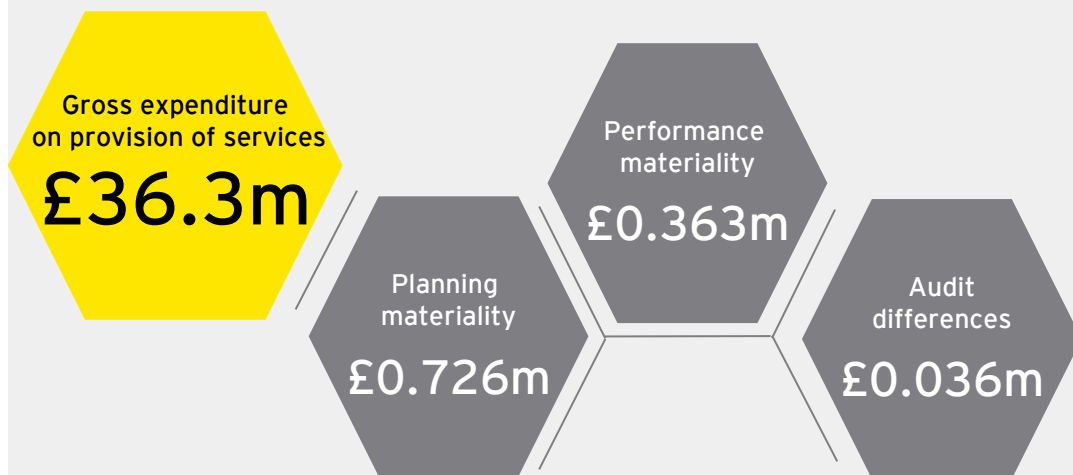 Gross expenditure
on provision of services
£36.3m
Planning
materiality
£0.726m
Performance
materiality
£0.363m
Audit
differences
£0.036m